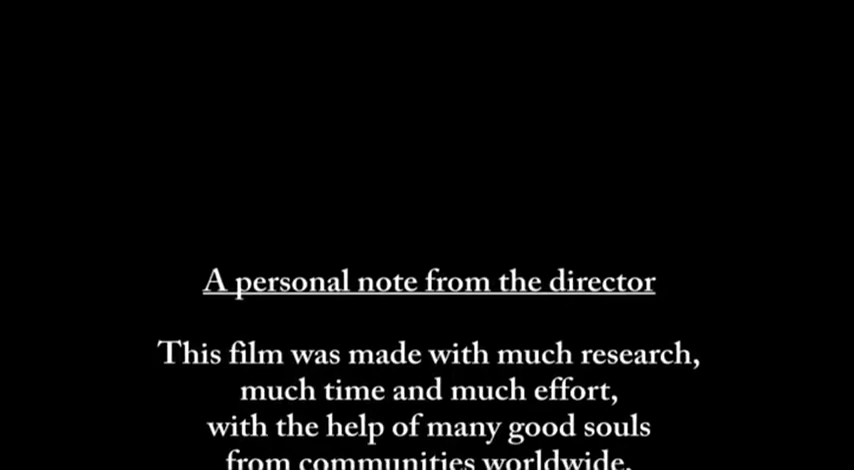 A personal note from the director
This film was made with much research,
much time and much effort,
with the help of many good souls
from communities worldwide.